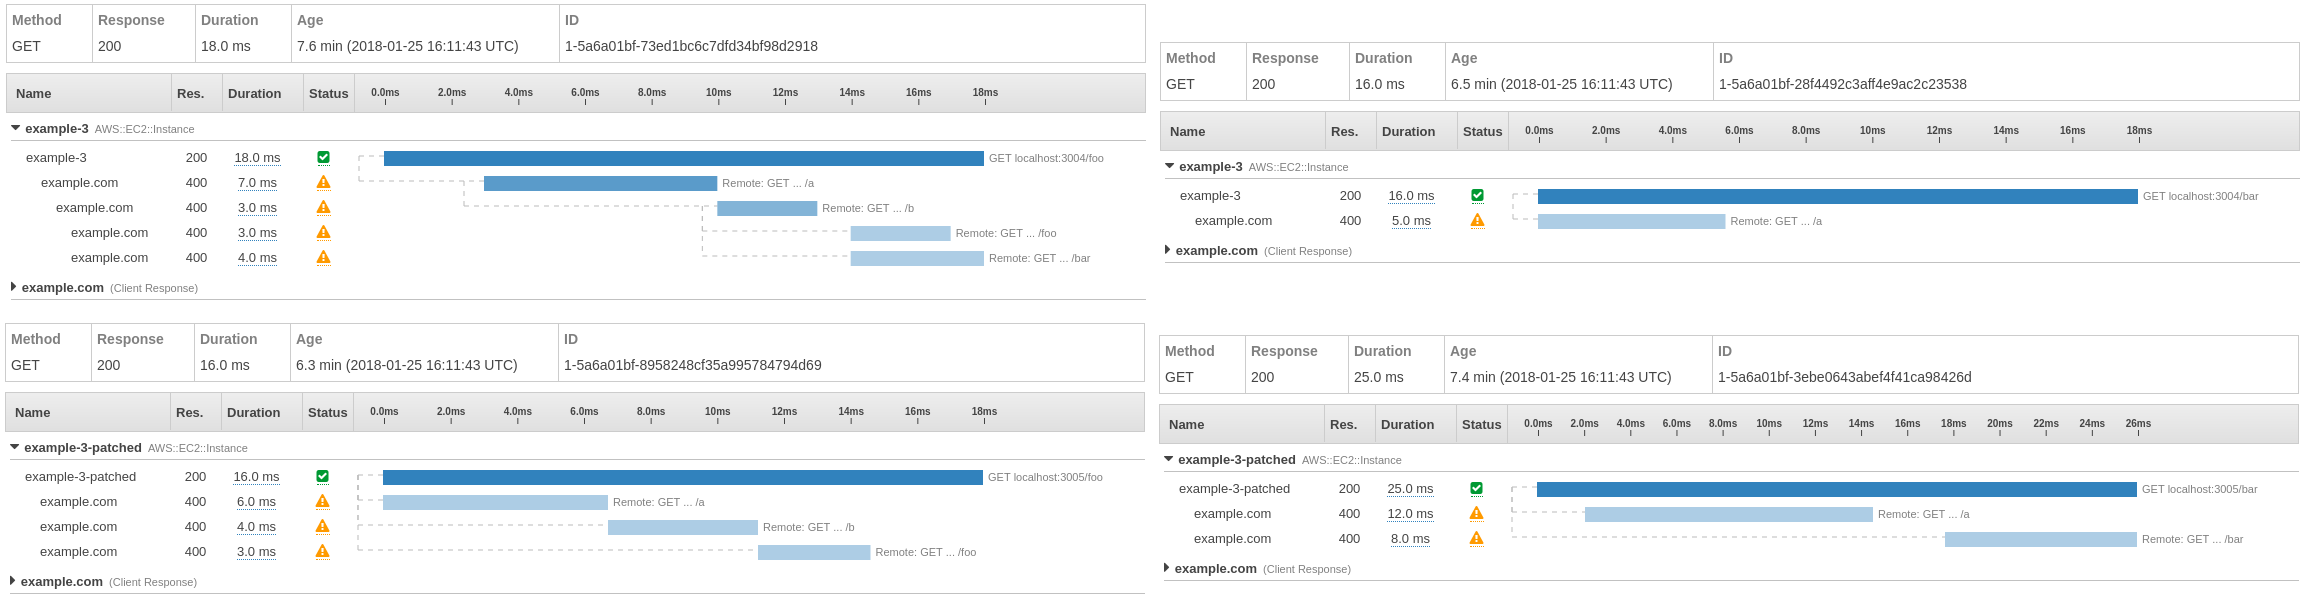 Method Response Duration Age ID
GET 200 18.0 ms 7.6 min (2018-01-25 16:11:43 UTC) 1-5a6a01bf-73ed1bc6c7dfd34bf98d2918
Name Res. Duration Status 0.0ms 2.0ms 4.0ms 6.0ms 8.0ms 10ms 12ms 14ms 16ms 18ms
example-3 AWS::EC2::Instance
example-3 200 18.0 ms GET localhost:3004/foo
example.com 400 7.0 ms Remote: GET ... /a
example.com 400 3.0 ms Remote: GET ... /b
example.com 400 3.0 ms Remote: GET ... /foo
example.com 400 4.0 ms Remote: GET ... /bar
example.com (Client Response)
Method Response Duration Age ID
GET 200 16.0 ms 6.5 min (2018-01-25 16:11:43 UTC) 1-5a6a01bf-28f4492c3aff4e9ac2c23538
Name Res. Duration Status 0.0ms 2.0ms 4.0ms 6.0ms 8.0ms 10ms 12ms 14ms 16ms 18ms
example-3 AWS::EC2::Instance
example-3 200 16.0 ms GET localhost:3004/bar
example.com 400 5.0 ms Remote: GET ... /a
example.com (Client Response)
Method Response Duration Age ID
GET 200 16.0 ms 6.3 min (2018-01-25 16:11:43 UTC) 1-5a6a01bf-8958248cf35a995784794d69
Name Res. Duration Status 0.0ms 2.0ms 4.0ms 6.0ms 8.0ms 10ms 12ms 14ms 16ms 18ms
example-3-patched AWS::EC2::Instance
example-3-patched 200 16.0 ms GET localhost:3005/foo
example.com 400 6.0 ms Remote: GET ... /a
example.com 400 4.0 ms Remote: GET ... /b
example.com 400 3.0 ms Remote: GET ... /foo
example.com (Client Response)
Method Response Duration Age ID
GET 200 25.0 ms 7.4 min (2018-01-25 16:11:43 UTC) 1-5a6a01bf-3ebe0643abef4f41ca98426d
Name Res. Duration Status 0.0ms 2.0ms 4.0ms 6.0ms 8.0ms 10ms 12ms 14ms 16ms 18ms 20ms 22ms 24ms 26ms
example-3-patched AWS::EC2::Instance
example-3-patched 200 25.0 ms GET localhost:3005/bar
example.com 400 12.0 ms Remote: GET ... /a
example.com 400 8.0 ms Remote: GET ... /bar
example.com (Client Response)